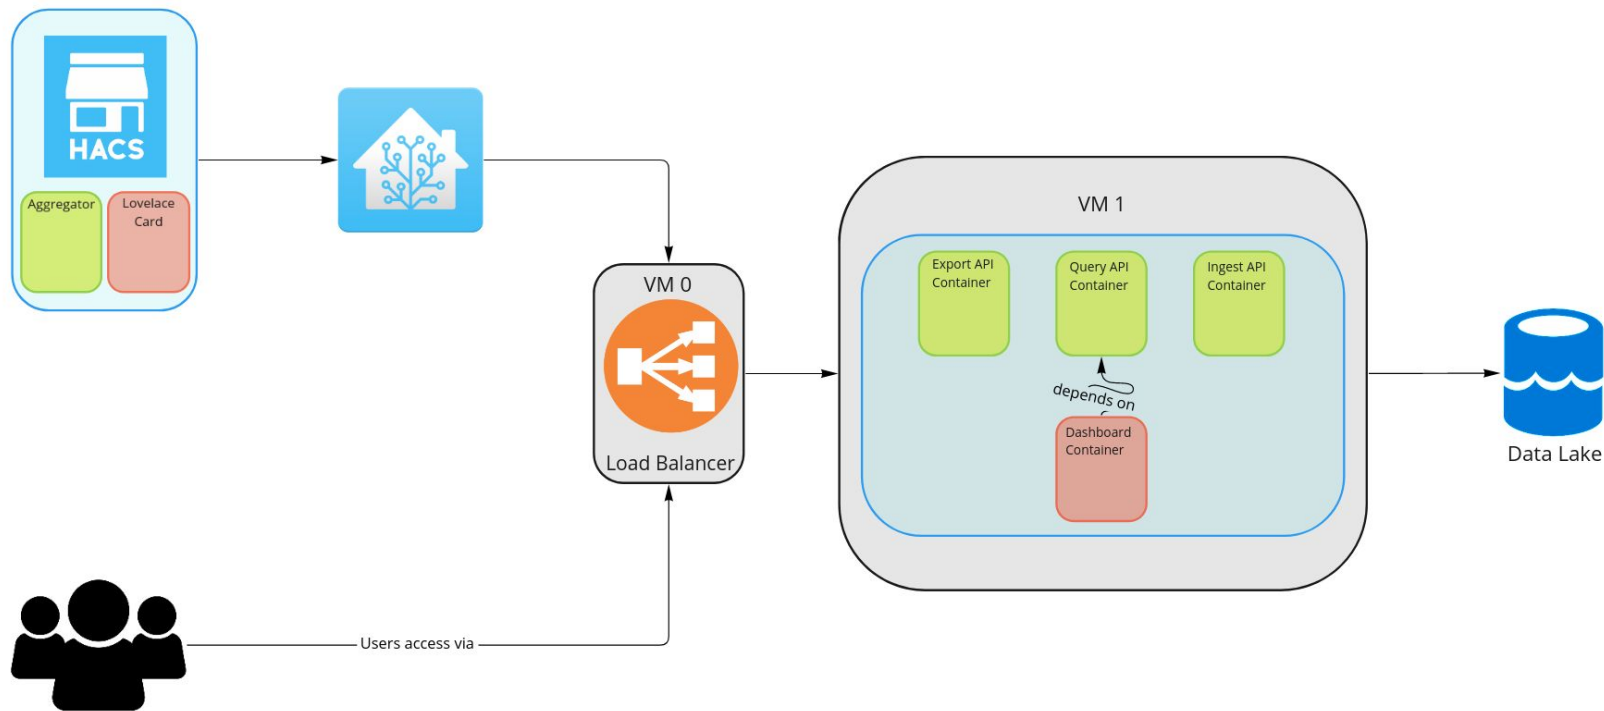 HACS
Aggregator
Lovelace
Card
VM 0
Load Balancer
Users access via
VM 1
Export API
Container
Query API
Container
Ingest API
Container
depends on
Dashboard
Container
Data Lake